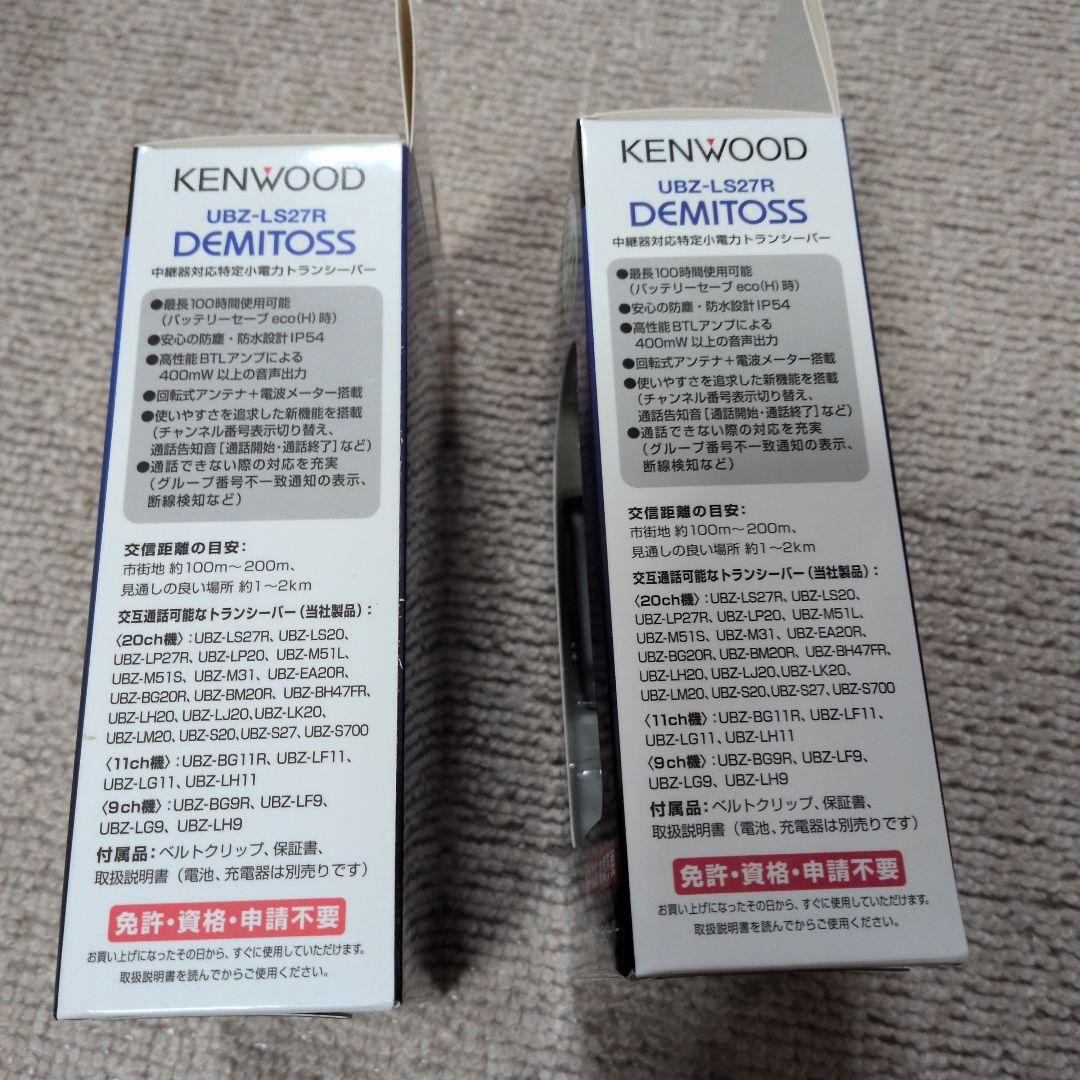 KENWOOD
UBZ-LS27R
DEMITOSS
中継器対応特定小電力トランシーバー
●最長100時間使用可能
(バッテリーセーブ eco(H) 時)
●安心の防塵・防水設計IP54
●高性能BTLアンプによる
400mW 以上の音声出力
●回転式アンテナ+電波メーター搭載
●使いやすさを追求した新機能を搭載
(チャンネル番号表示切り替え、
通話告知音[通話開始・通話終了]など)
●通話できない際の対応を充実
(グループ番号不一致通知の表示、
断線検知など)
交信距離の目安:
市街地 約100m〜200m、
見通しの良い場所 約1〜2km
交互通話可能なトランシーバー(当社製品):
〈20ch機〉:UBZ-LS27R、UBZ-LS20、
UBZ-LP27R、UBZ-LP20、UBZ-M51L、
UBZ-M51S、UBZ-M31、UBZ-EA20R、
UBZ-BG20R、UBZ-BM20R、UBZ-BH47FR、
UBZ-LH20、UBZ-LJ20、UBZ-LK20、
UBZ-LM20、UBZ-S20、UBZ-S27、UBZ-S700
〈11ch機〉:UBZ-BG11R、UBZ-LF11、
UBZ-LG11、UBZ-LH11
〈9ch機〉:UBZ-BG9R、UBZ-LF9、
UBZ-LG9、UBZ-LH9
付属品:ベルトクリップ、保証書、
取扱説明書(電池、充電器は別売りです)
免許・資格・申請不要
お買い上げになったその日から、すぐに使用していただけます。
取扱説明書を読んでからご使用ください。
KENWOOD
UBZ-LS27R
DEMITOSS
中継器対応特定小電力トランシーバー
●最長100時間使用可能
(バッテリーセーブ eco(H) 時)
●安心の防塵・防水設計IP54
●高性能BTLアンプによる
400mW 以上の音声出力
●回転式アンテナ+電波メーター搭載
●使いやすさを追求した新機能を搭載
(チャンネル番号表示切り替え、
通話告知音[通話開始・通話終了]など)
●通話できない際の対応を充実
(グループ番号不一致通知の表示、
断線検知など)
交信距離の目安:
市街地 約100m〜200m、
見通しの良い場所 約1〜2km
交互通話可能なトランシーバー(当社製品):
〈20ch機〉:UBZ-LS27R、UBZ-LS20、
UBZ-LP27R、UBZ-LP20、UBZ-M51L、
UBZ-M51S、UBZ-M31、UBZ-EA20R、
UBZ-BG20R、UBZ-BM20R、UBZ-BH47FR、
UBZ-LH20、UBZ-LJ20、UBZ-LK20、
UBZ-LM20、UBZ-S20、UBZ-S27、UBZ-S700
〈11ch機〉:UBZ-BG11R、UBZ-LF11、
UBZ-LG11、UBZ-LH11
〈9ch機〉:UBZ-BG9R、UBZ-LF9、
UBZ-LG9、UBZ-LH9
付属品:ベルトクリップ、保証書、
取扱説明書(電池、充電器は別売りです)
免許・資格・申請不要
お買い上げになったその日から、すぐに使用していただけます。
取扱説明書を読んでからご使用ください。